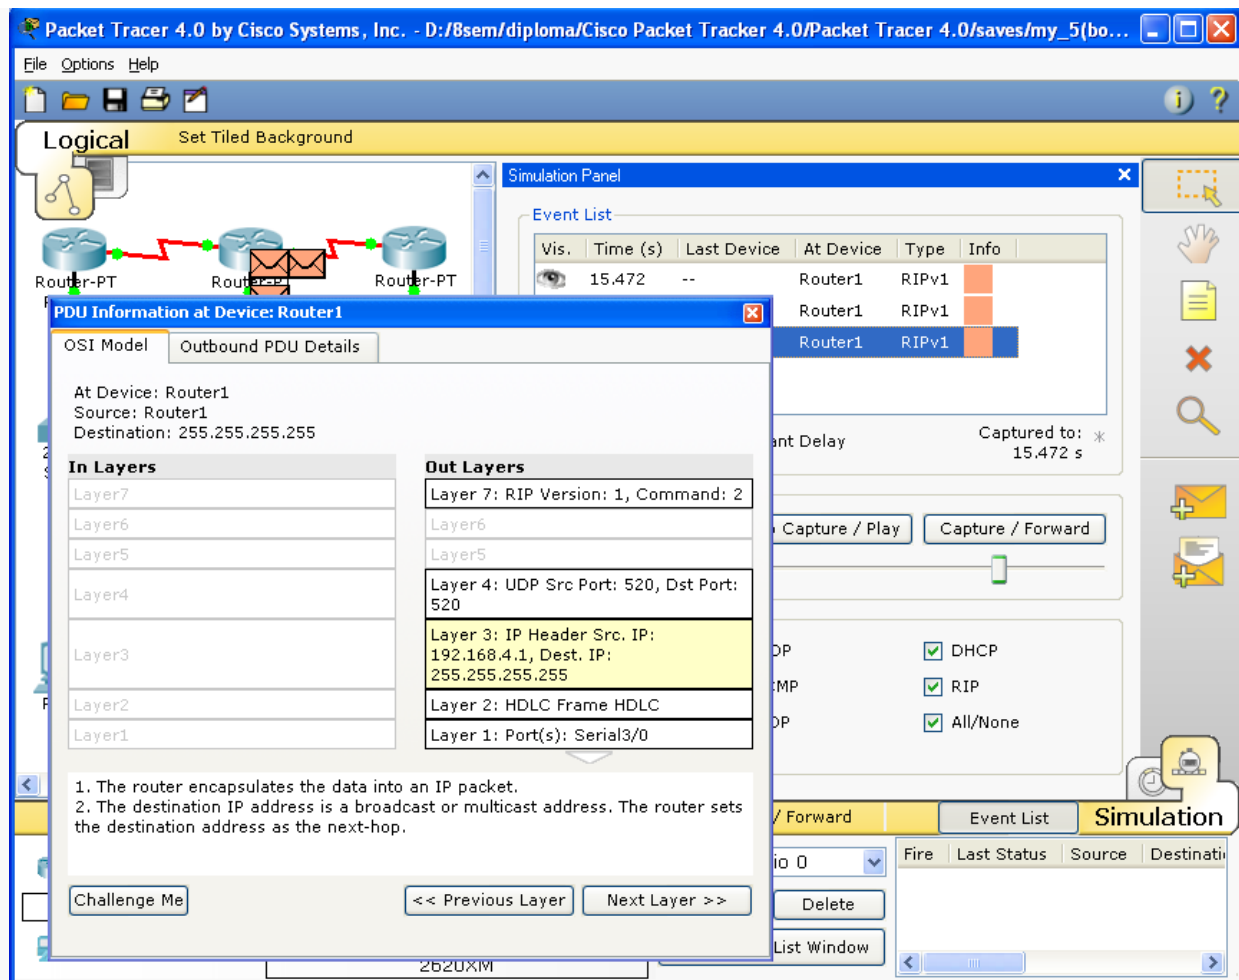 Packet Tracer 4.0 by Cisco Systems, Inc. - D:/8sem/diploma/Cisco Packet Tracker 4.0/Packet Tracer 4.0/saves/my_5(bo...
File Options Help
Logical Set Tiled Background
Simulation Panel
Event List
Vis. Time (s) Last Device At Device Type Info
15.472 -- Router1 RIPv1
Router1 RIPv1
Router1 RIPv1
Router-PT
Router-P
Router-PT
PDU Information at Device: Router1
OSI Model Outbound PDU Details
At Device: Router1
Source: Router1
Destination: 255.255.255.255
In Layers
Layer7
Layer6
Layer5
Layer4
Layer3
Layer2
Layer1
Out Layers
Layer 7: RIP Version: 1, Command: 2
Layer6
Layer5
Layer 4: UDP Src Port: 520, Dst Port:
520
Layer 3: IP Header Src. IP:
192.168.4.1, Dest. IP:
255.255.255.255
Layer 2: HDLC Frame HDLC
Layer 1: Port(s): Serial3/0
1. The router encapsulates the data into an IP packet.
2. The destination IP address is a broadcast or multicast address. The router sets
the destination address as the next-hop.
Challenge Me << Previous Layer Next Layer >>
Delay
Captured to:
15.472 s
Capture / Play Capture / Forward
DHCP
RIP
All/None
/ Forward Event List Simulation
0
Fire Last Status Source Destinati
Delete
List Window
2620XM